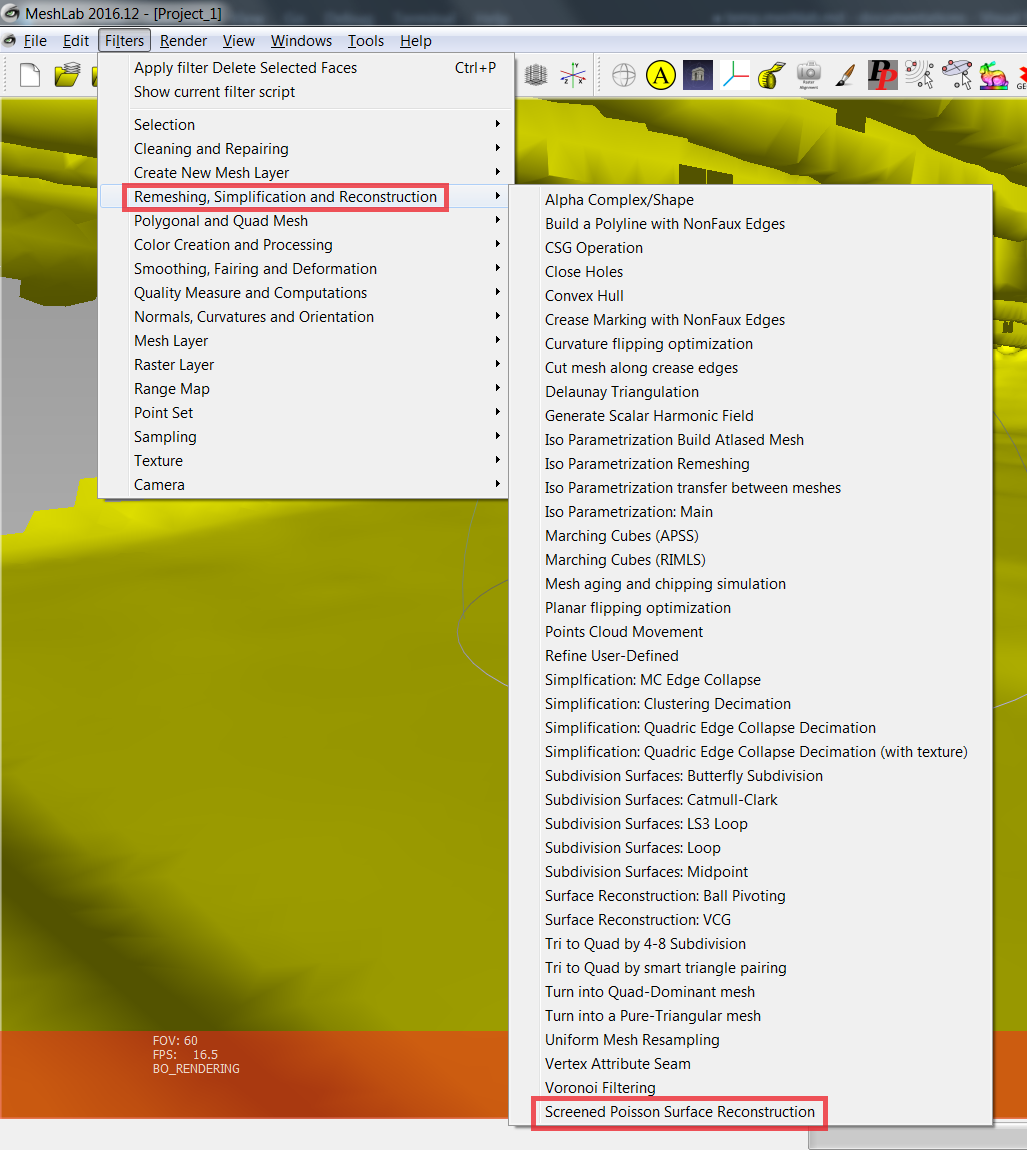 MeshLab 2016.12 - [Project_1]
File Edit Filters Render View Windows Tools Help
Apply filter Delete Selected Faces Ctrl+P
Show current filter script
Selection
Cleaning and Repairing
Create New Mesh Layer
Remeshing, Simplification and Reconstruction
Polygonal and Quad Mesh
Color Creation and Processing
Smoothing, Fairing and Deformation
Quality Measure and Computations
Normals, Curvatures and Orientation
Mesh Layer
Raster Layer
Range Map
Point Set
Sampling
Texture
Camera
Alpha Complex/Shape
Build a Polyline with NonFaux Edges
CSG Operation
Close Holes
Convex Hull
Crease Marking with NonFaux Edges
Curvature flipping optimization
Cut mesh along crease edges
Delaunay Triangulation
Generate Scalar Harmonic Field
Iso Parametrization Build Atlased Mesh
Iso Parametrization Remeshing
Iso Parametrization transfer between meshes
Iso Parametrization: Main
Marching Cubes (APSS)
Marching Cubes (RIMLS)
Mesh aging and chipping simulation
Planar flipping optimization
Points Cloud Movement
Refine User-Defined
Simplfication: MC Edge Collapse
Simplification: Clustering Decimation
Simplification: Quadric Edge Collapse Decimation
Simplification: Quadric Edge Collapse Decimation (with texture)
Subdivision Surfaces: Butterfly Subdivision
Subdivision Surfaces: Catmull-Clark
Subdivision Surfaces: LS3 Loop
Subdivision Surfaces: Loop
Subdivision Surfaces: Midpoint
Surface Reconstruction: Ball Pivoting
Surface Reconstruction: VCG
Tri to Quad by 4-8 Subdivision
Tri to Quad by smart triangle pairing
Turn into Quad-Dominant mesh
Turn into a Pure-Triangular mesh
Uniform Mesh Resampling
Vertex Attribute Seam
Voronoi Filtering
Screened Poisson Surface Reconstruction
FOV: 60
FPS: 16.5
BO_RENDERING